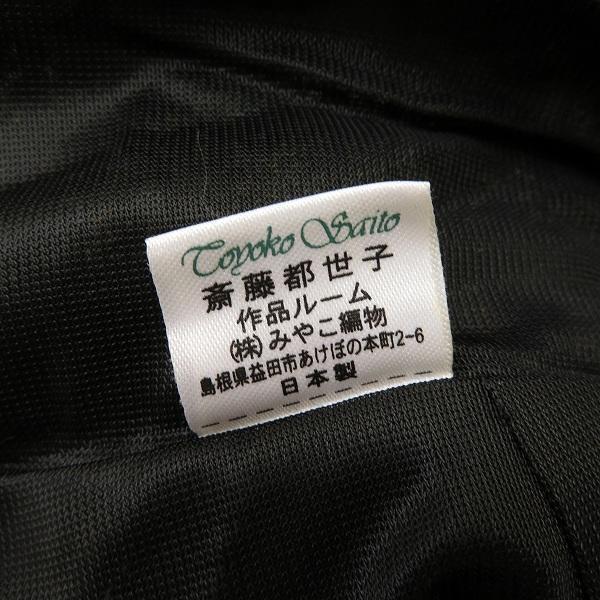 Toyoko Saito
斎藤都世子
作品ルーム
㈱みやこ編物
島根県益田市あけぼの本町2-6
日本製